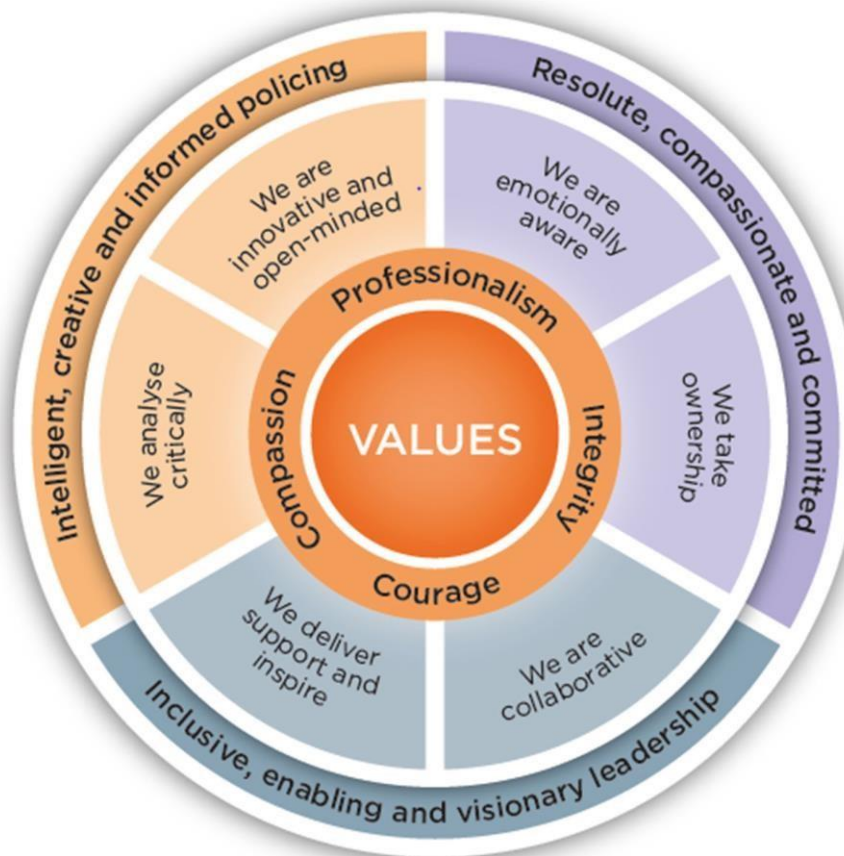 Intelligent, creative and informed policing
Resolute, compassionate and committed
Inclusive, enabling and visionary leadership
We are
innovative and
open-minded
We are
emotionally
aware
We analyse
critically
We take
ownership
We deliver
support and
inspire
We are
collaborative
Professionalism
Integrity
Courage
Compassion
VALUES